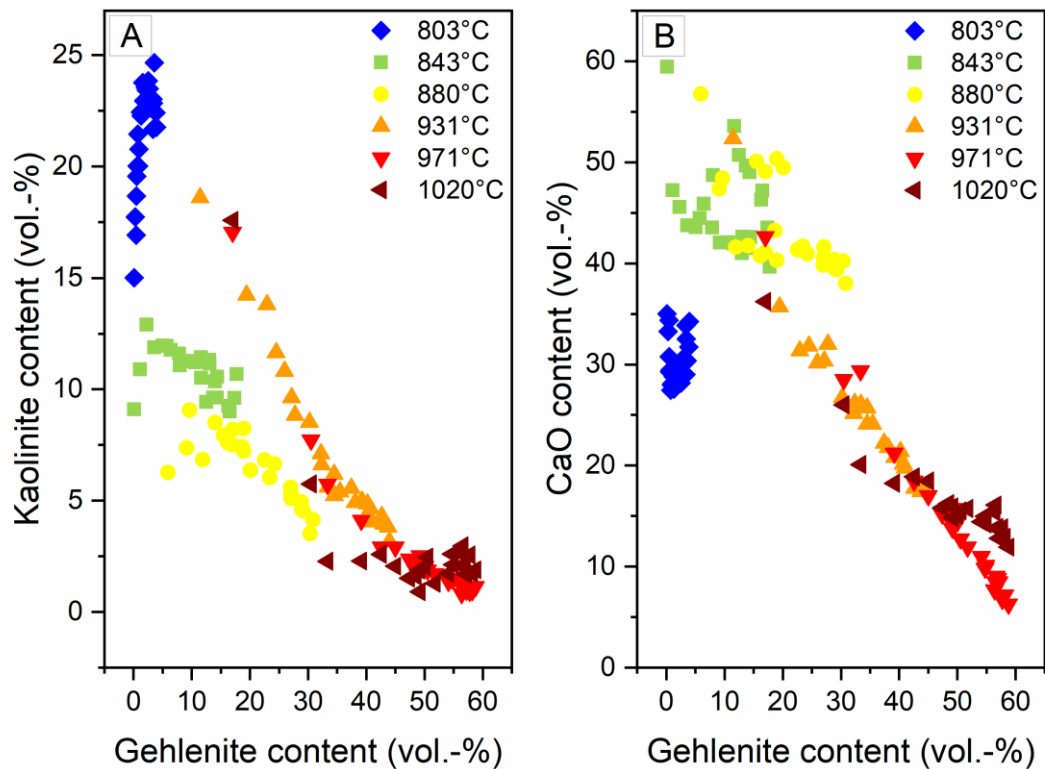 A
803°C
843°C
880°C
931°C
971°C
1020°C
25
20
15
10
5
0
Kaolinite content (vol.-%)
0 10 20 30 40 50 60
Gehlenite content (vol.-%)
B
803°C
843°C
880°C
931°C
971°C
1020°C
60
50
40
30
20
10
0
CaO content (vol.-%)
0 10 20 30 40 50 60
Gehlenite content (vol.-%)